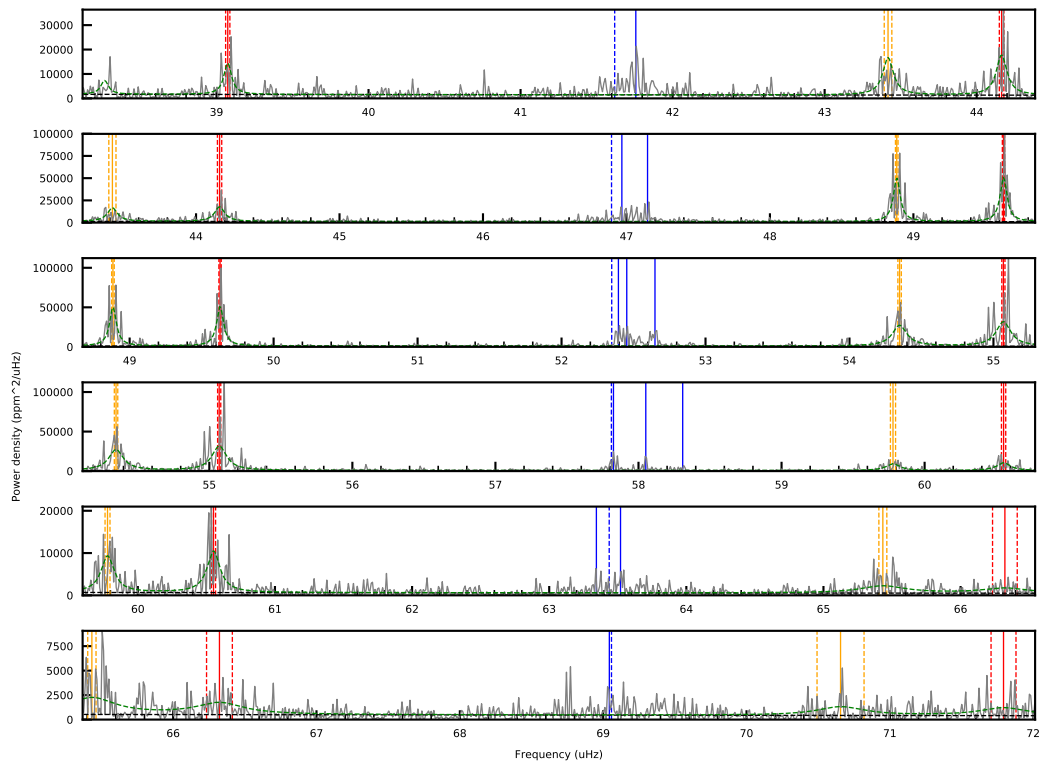 30000
20000
10000
0
39 40 41 42 43 44
100000
75000
50000
25000
0
44 45 46 47 48 49
100000
50000
0
49 50 51 52 53 54 55
Power density (ppm^2/uHz)
100000
50000
0
55 56 57 58 59 60
20000
10000
0
60 61 62 63 64 65 66
7500
5000
2500
0
66 67 68 69 70 71 72
Frequency (uHz)